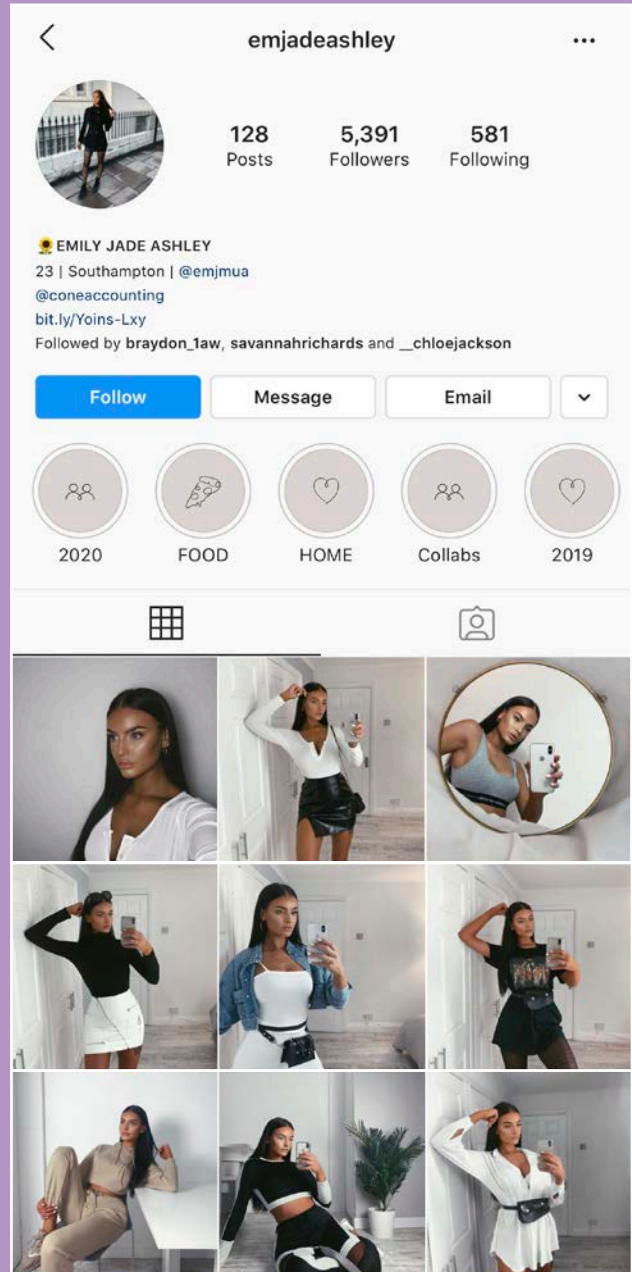 emjadeashley
128 5,391 581
Posts Followers Following
🌻EMILY JADE ASHLEY
23 | Southampton | @emjmua
@coneaccounting
bit.ly/Yoins-Lxy
Followed by braydon_1aw, savannahrichards and __chloejackson
Follow Message Email
2020 FOOD HOME Collabs 2019